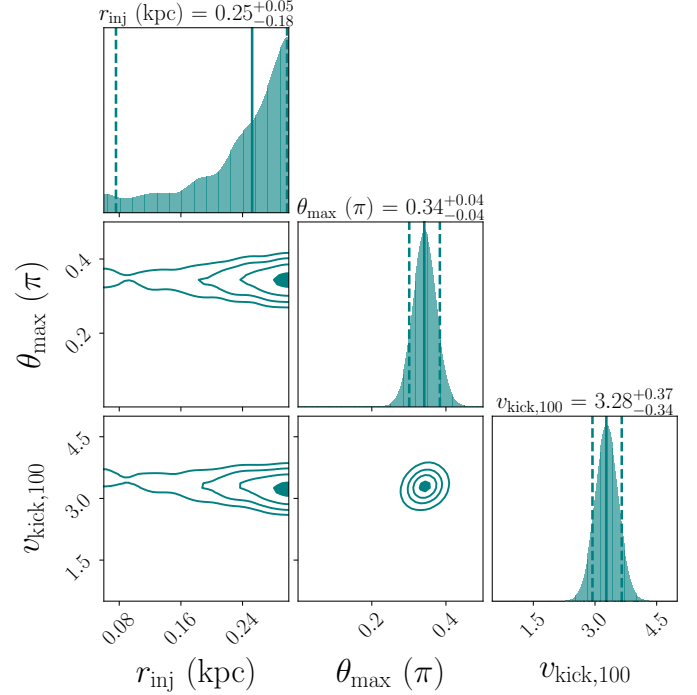 r_inj (kpc) = 0.25^{+0.05}_{-0.18}
θ_max (π) = 0.34^{+0.04}_{-0.04}
θ_max (π)
0.4
0.2
v_kick,100 = 3.28^{+0.37}_{-0.34}
v_kick,100
4.5
3.0
1.5
0.08 0.16 0.24
0.2 0.4
1.5 3.0 4.5
r_inj (kpc)
θ_max (π)
v_kick,100